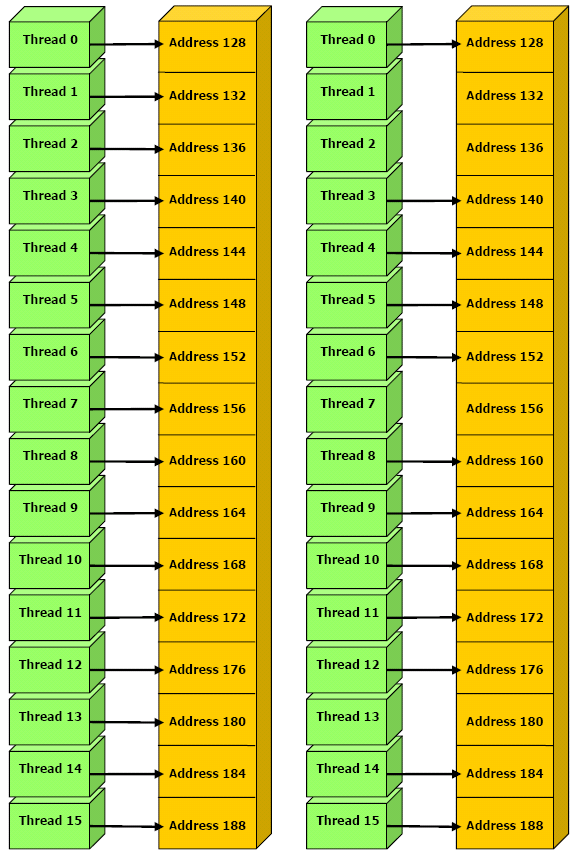 Thread 0 Address 128 Thread 0 Address 128
Thread 1 Address 132 Thread 1 Address 132
Thread 2 Address 136 Thread 2 Address 136
Thread 3 Address 140 Thread 3 Address 140
Thread 4 Address 144 Thread 4 Address 144
Thread 5 Address 148 Thread 5 Address 148
Thread 6 Address 152 Thread 6 Address 152
Thread 7 Address 156 Thread 7 Address 156
Thread 8 Address 160 Thread 8 Address 160
Thread 9 Address 164 Thread 9 Address 164
Thread 10 Address 168 Thread 10 Address 168
Thread 11 Address 172 Thread 11 Address 172
Thread 12 Address 176 Thread 12 Address 176
Thread 13 Address 180 Thread 13 Address 180
Thread 14 Address 184 Thread 14 Address 184
Thread 15 Address 188 Thread 15 Address 188